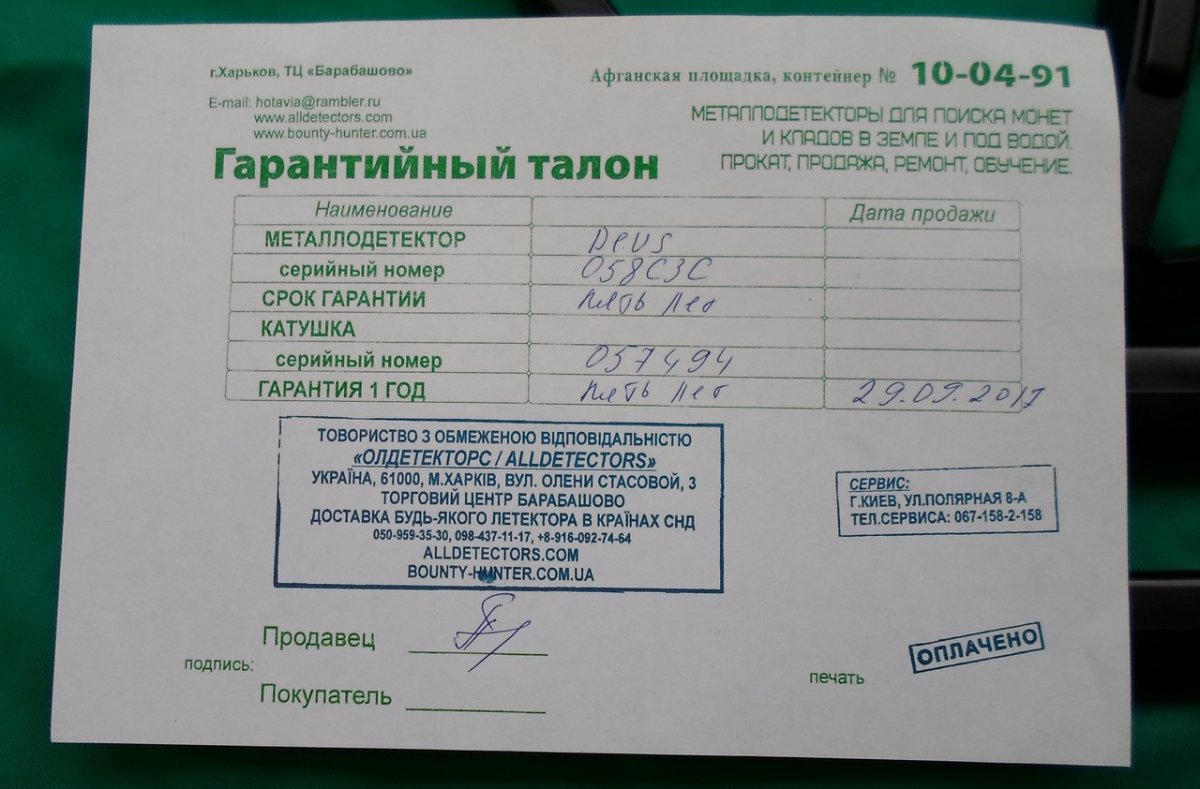 г.Харьков, ТЦ «Барабашово»
Афганская площадка, контейнер № 10-04-91
E-mail: hotavia@rambler.ru
www.alldetectors.com
www.bounty-hunter.com.ua
МЕТАЛЛОДЕТЕКТОРЫ ДЛЯ ПОИСКА МОНЕТ
И КЛАДОВ В ЗЕМЛЕ И ПОД ВОДОЙ.
ПРОКАТ, ПРОДАЖА, РЕМОНТ, ОБУЧЕНИЕ.
Гарантийный талон
Наименование Дата продажи
МЕТАЛЛОДЕТЕКТОР Deus
серийный номер 058C3C
СРОК ГАРАНТИИ пять лет
КАТУШКА
серийный номер 057494
ГАРАНТИЯ 1 ГОД пять лет 29.09.2017
ТОВОРИСТВО З ОБМЕЖЕНОЮ ВІДПОВІДАЛЬНІСТЮ
«ОЛДЕТЕКТОРС / ALLDETECTORS»
УКРАЇНА, 61000, М.ХАРКІВ, ВУЛ. ОЛЕНИ СТАСОВОЙ, 3
ТОРГОВИЙ ЦЕНТР БАРАБАШОВО
ДОСТАВКА БУДЬ-ЯКОГО ЛЕТЕКТОРА В КРАЇНАХ СНД
050-959-35-30, 098-437-11-17, +8-916-092-74-64
ALLDETECTORS.COM
BOUNTY-HUNTER.COM.UA
СЕРВИС:
Г.КИЕВ, УЛ.ПОЛЯРНАЯ 8-А
ТЕЛ.СЕРВИСА: 067-158-2-158
Продавец
подпись:
Покупатель
печать
ОПЛАЧЕНО